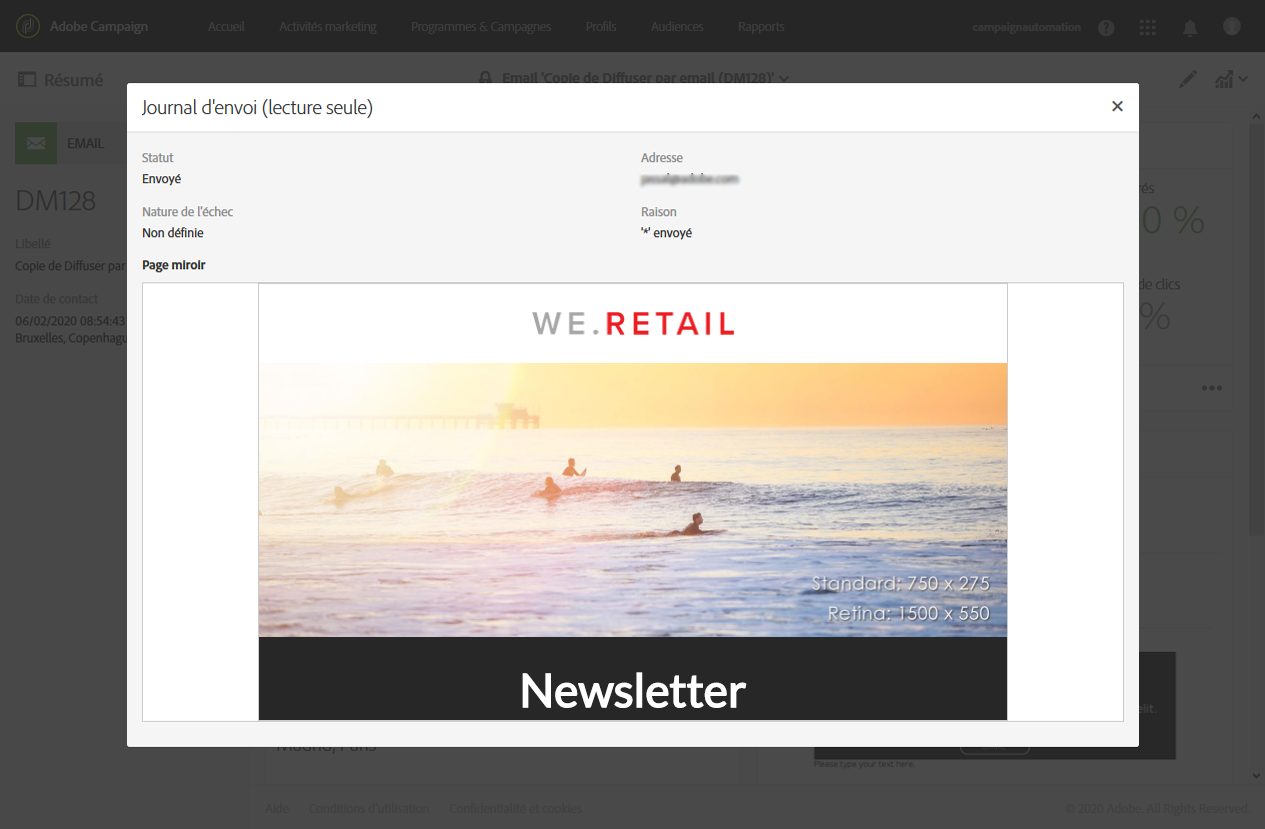 Adobe Campaign Accueil Activités marketing Programmes & Campagnes Profils Audiences Rapports campaignautomation
Résumé
Email 'Copie de Diffuser par email (DM128)'
Journal d'envoi (lecture seule)
EMAIL
DM128
Libellé
Copie de Diffuser par
Date de contact
06/02/2020 08:54:43
Bruxelles, Copenhagu
Statut
Envoyé
Adresse
Nature de l'échec
Non définie
Raison
'*' envoyé
Page miroir
WE.RETAIL
Standard: 750 x 275
Retina: 1500 x 550
Newsletter
rés
0 %
de clics
%
elit.
Madrid, Paris
Please type your text here.
Aide Conditions d'utilisation Confidentialité et cookies © 2020 Adobe. All Rights Reserved.